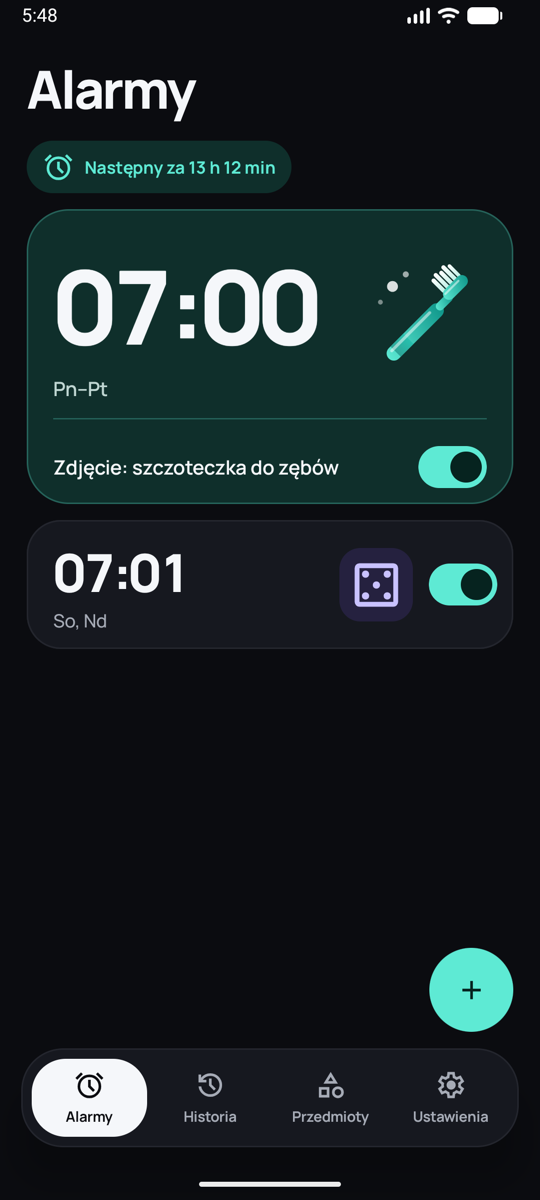 5:48
Alarmy
Następny za 13 h 12 min
07:00
Pn–Pt
Zdjęcie: szczoteczka do zębów
07:01
So, Nd
+
Alarmy
Historia
Przedmioty
Ustawienia